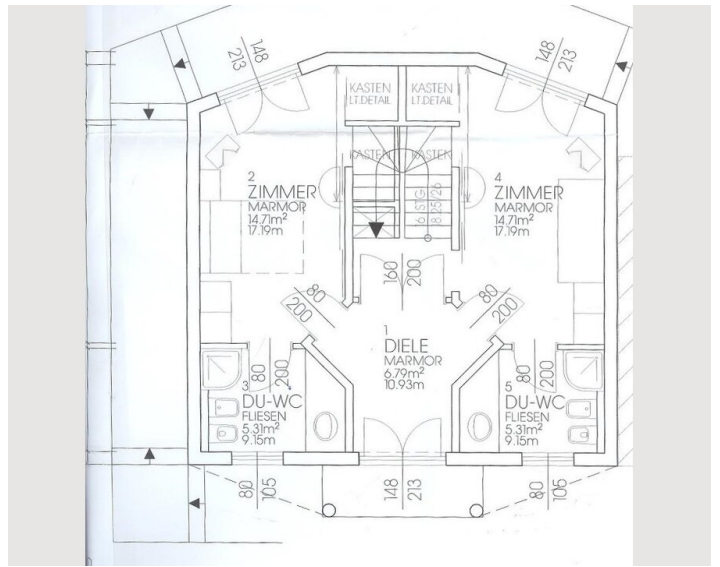 148
213
148
213
KASTEN
LT.DETAIL
KASTEN
LT.DETAIL
KASTEN
KASTEN
2
ZIMMER
MARMOR
14.71m²
17.19m
4
ZIMMER
MARMOR
14.71m²
17.19m
6 STG
160
200
80
200
80
200
1
DIELE
MARMOR
6.79m²
10.93m
80
200
80
200
3
DU-WC
FLIESEN
5.31m²
9.15m
5
DU-WC
FLIESEN
5.31m²
9.15m
80
105
148
213
80
105